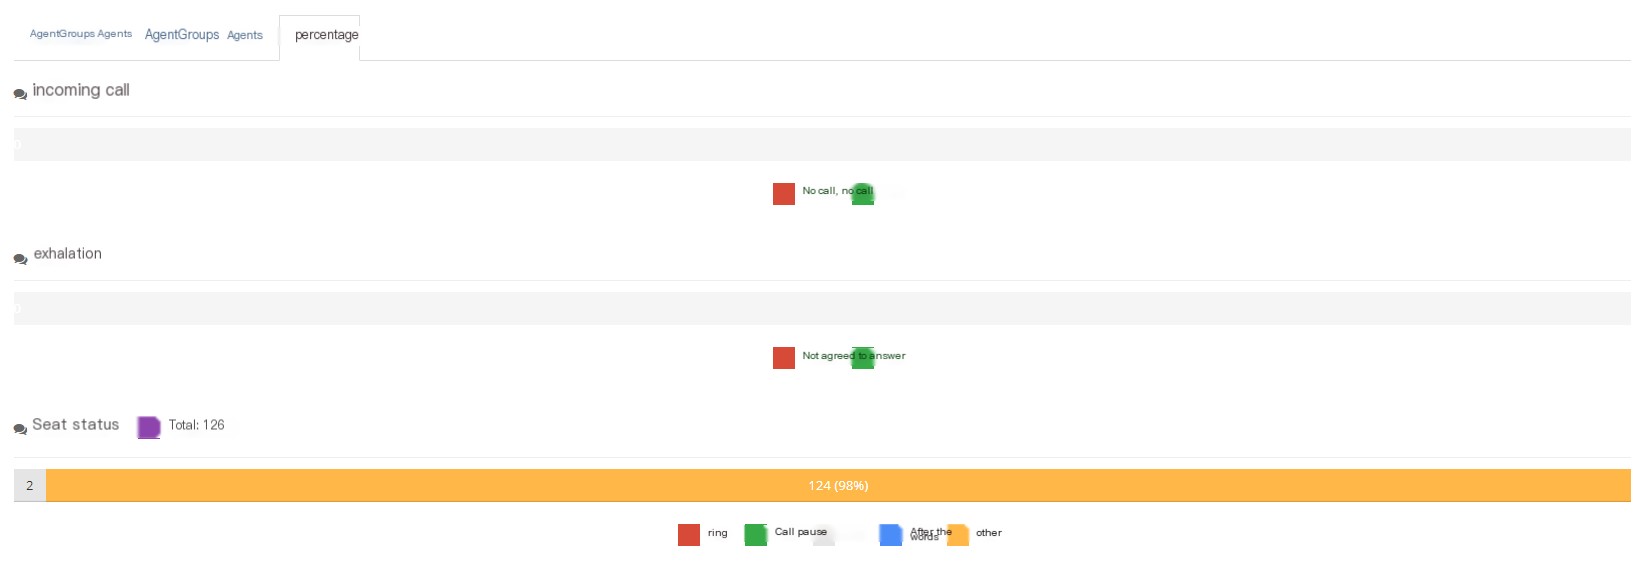 AgentGroups Agents AgentGroups Agents percentage
incoming call
0
No call, no call
exhalation
0
Not agreed to answer
Seat status Total: 126
2 124 (98%)
ring Call pause After the words other